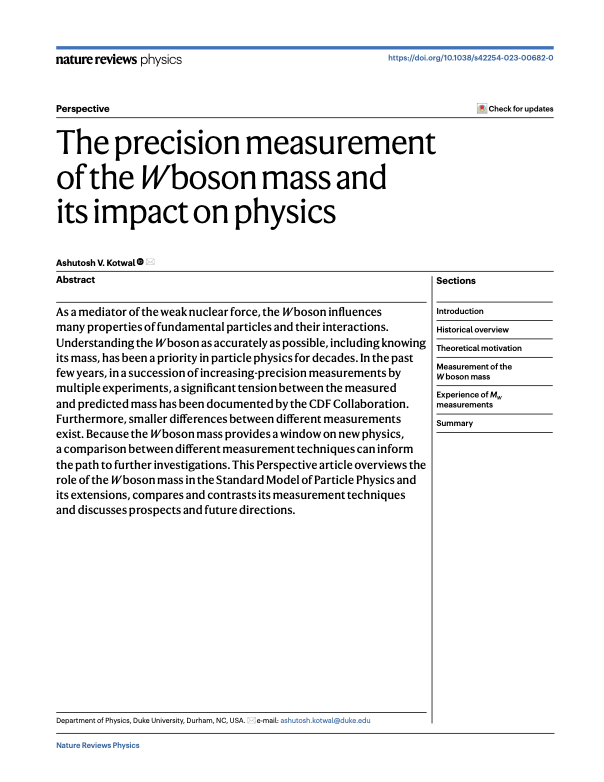 nature reviews physics
https://doi.org/10.1038/s42254-023-00682-0
Perspective
Check for updates
The precision measurement
of the W boson mass and
its impact on physics
Ashutosh V. Kotwal
Abstract
As a mediator of the weak nuclear force, the W boson influences
many properties of fundamental particles and their interactions.
Understanding the W boson as accurately as possible, including knowing
its mass, has been a priority in particle physics for decades. In the past
few years, in a succession of increasing-precision measurements by
multiple experiments, a significant tension between the measured
and predicted mass has been documented by the CDF Collaboration.
Furthermore, smaller differences between different measurements
exist. Because the W boson mass provides a window on new physics,
a comparison between different measurement techniques can inform
the path to further investigations. This Perspective article overviews the
role of the W boson mass in the Standard Model of Particle Physics and
its extensions, compares and contrasts its measurement techniques
and discusses prospects and future directions.
Sections
Introduction
Historical overview
Theoretical motivation
Measurement of the
W boson mass
Experience of MW
measurements
Summary
Department of Physics, Duke University, Durham, NC, USA. e-mail: ashutosh.kotwal@duke.edu
Nature Reviews Physics